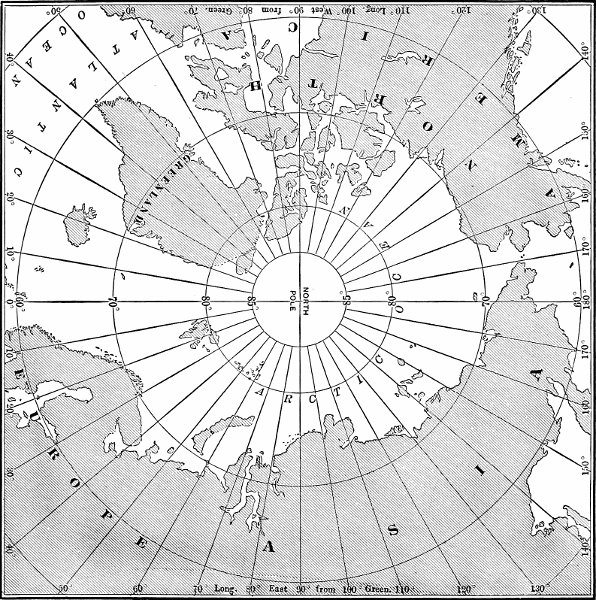 50° 60° 70° 80° from Green. 90 Long. West 100° 110° 120° 130°
NORTH AMERICA
ATLANTIC
OCEAN
GREENLAND
ARCTIC OCEAN
NORTH
POLE
EUROPE
ASIA
40°
30°
20°
10°
60° 70° 80° 85° 85 80 70 60 180°
140°
150°
160°
170°
10
20
30
40
170°
160°
150°
140°
50° 60 70 Long. 80° East 90° from 100 Green. 110° 120° 130°